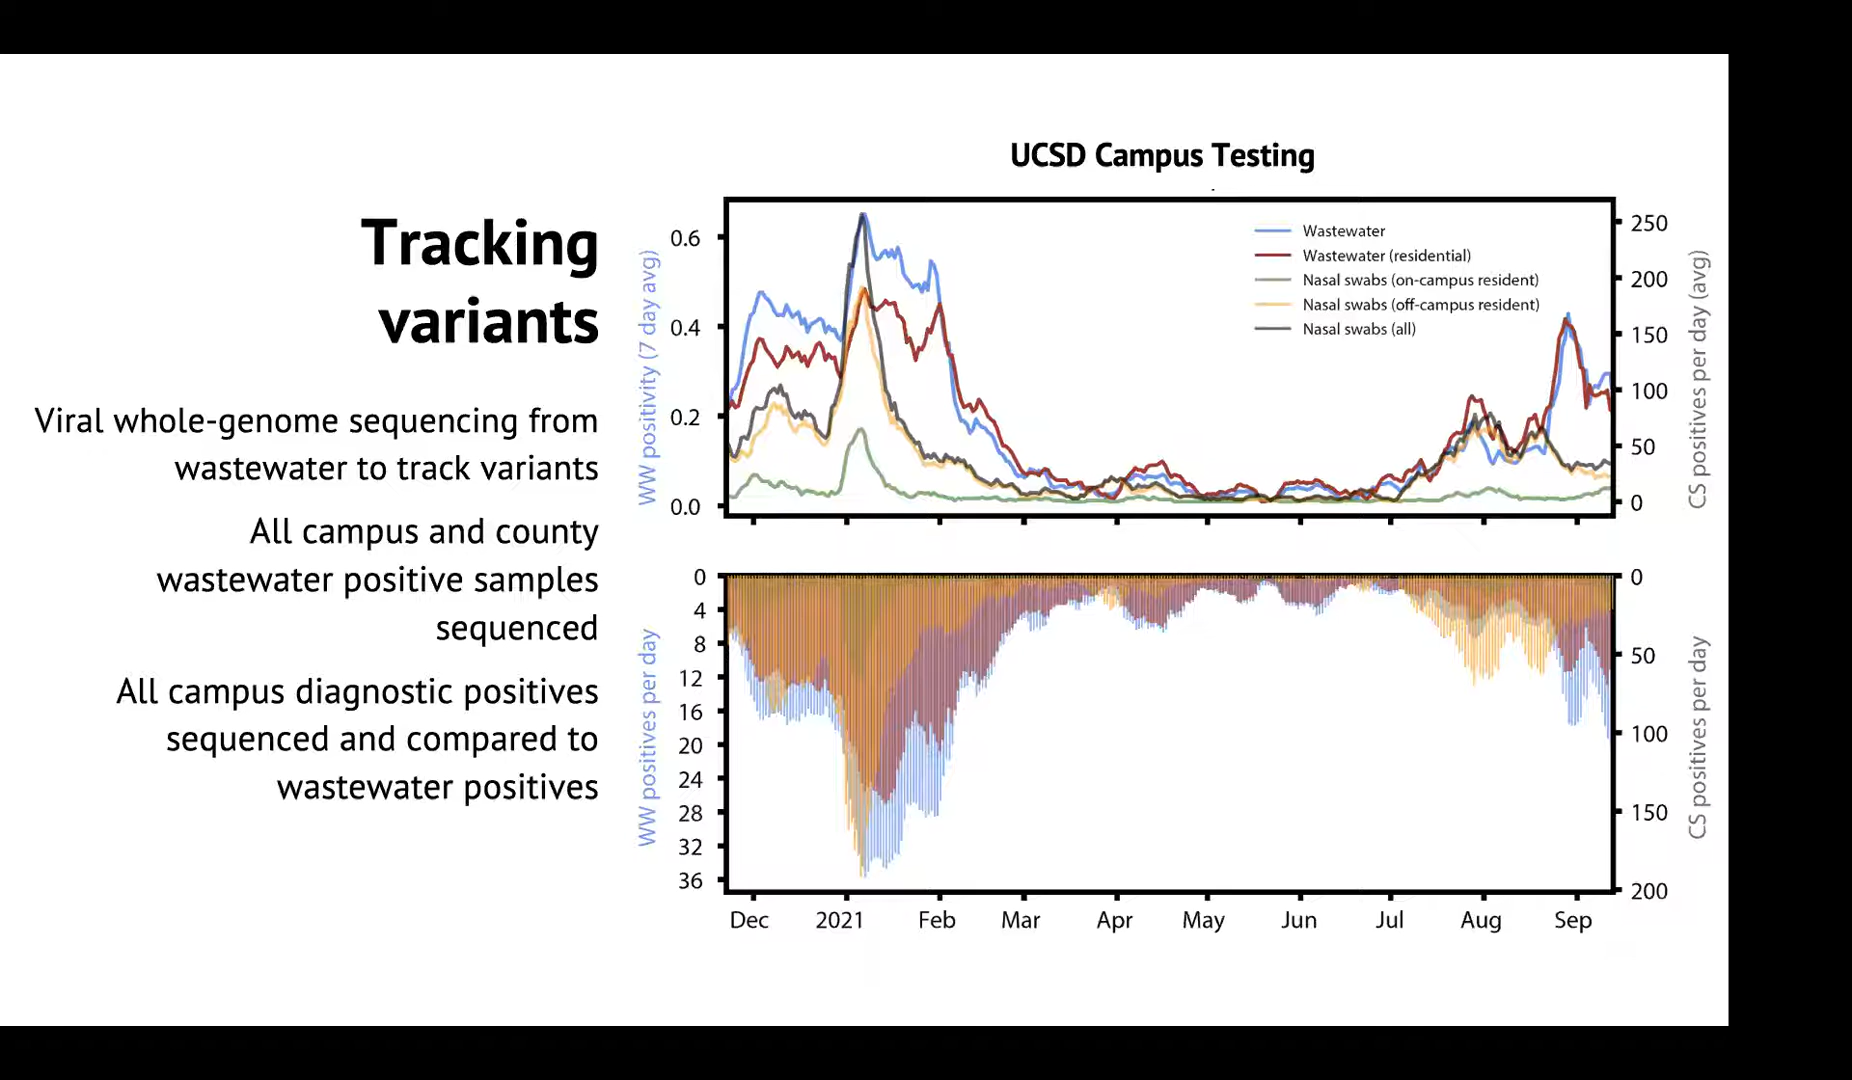 Tracking
variants
Viral whole-genome sequencing from
wastewater to track variants
All campus and county
wastewater positive samples
sequenced
All campus diagnostic positives
sequenced and compared to
wastewater positives
UCSD Campus Testing
WW positivity (7 day avg)
0.6
0.4
0.2
0.0
Wastewater
Wastewater (residential)
Nasal swabs (on-campus resident)
Nasal swabs (off-campus resident)
Nasal swabs (all)
250
200
150
100
50
0
CS positives per day (avg)
WW positives per day
0
4
8
12
16
20
24
28
32
36
0
50
100
150
200
CS positives per day
Dec 2021 Feb Mar Apr May Jun Jul Aug Sep